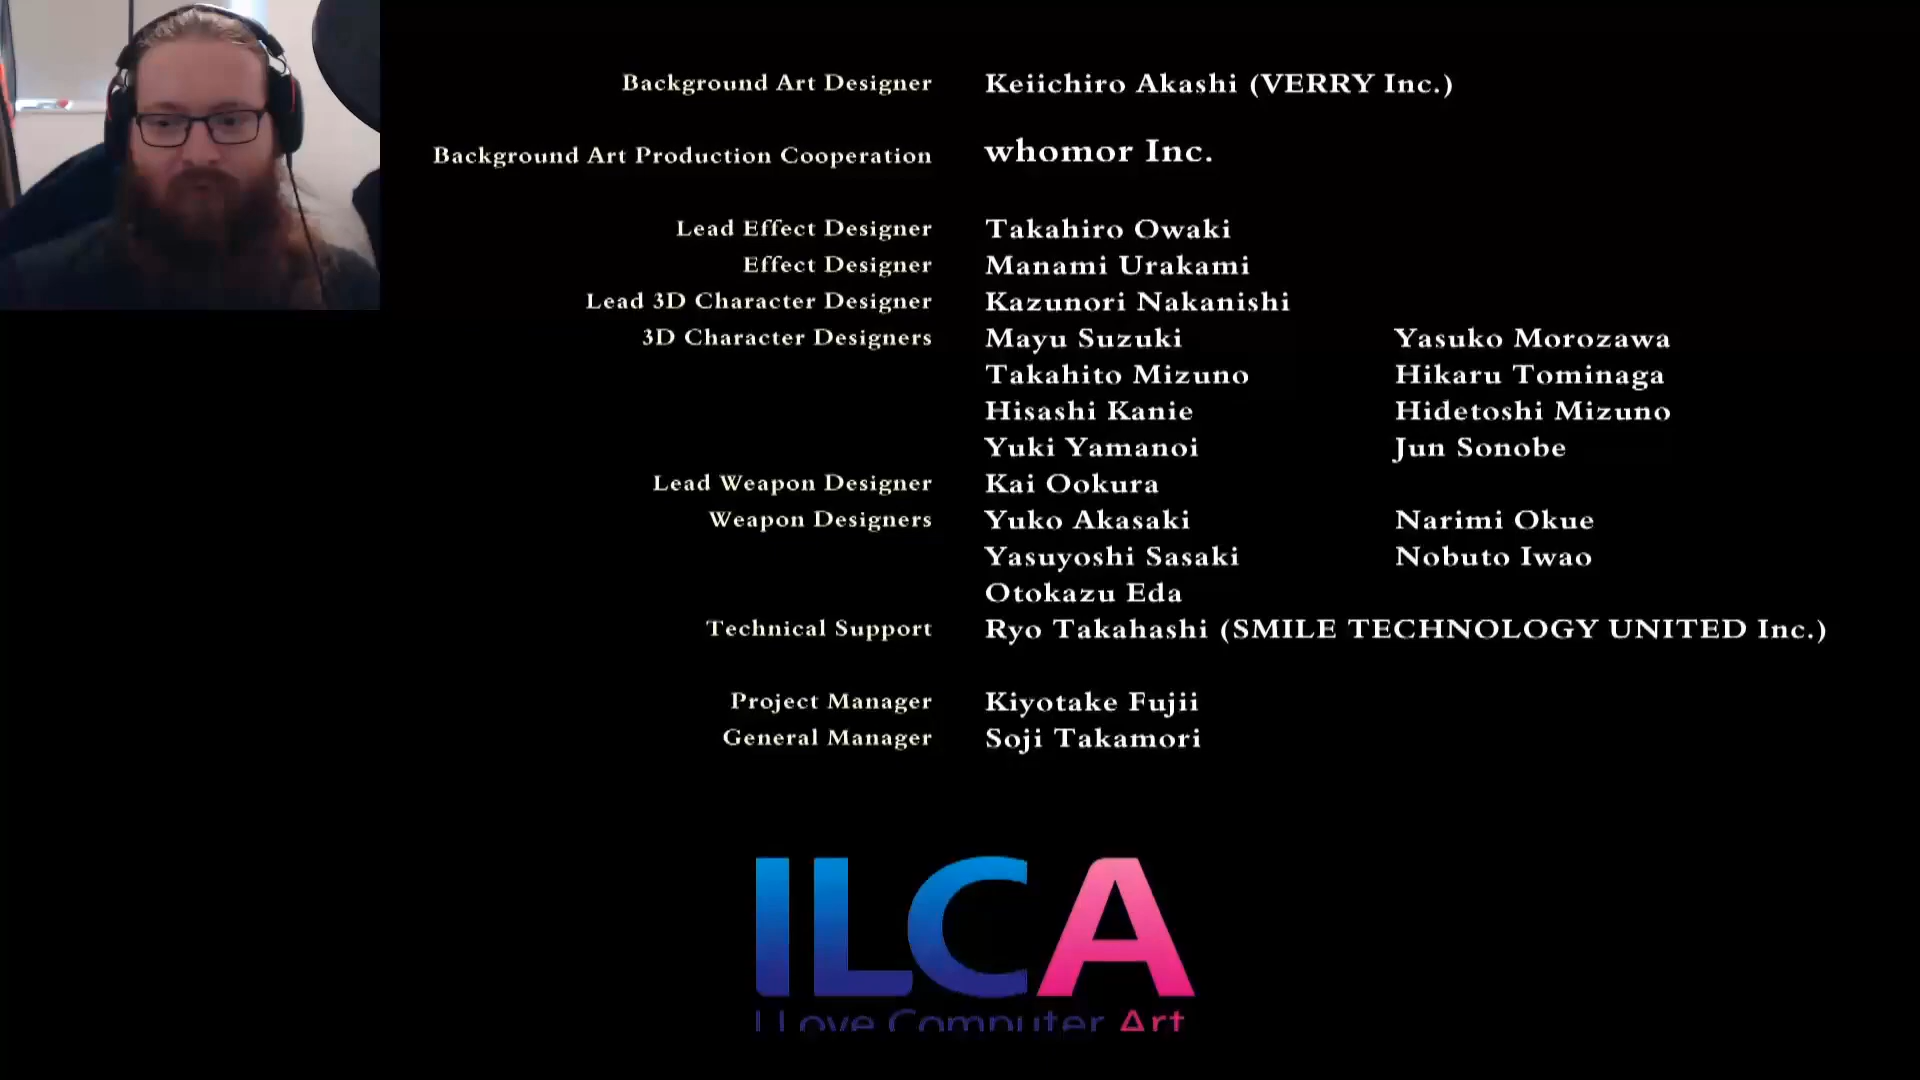 Background Art Designer Keiichiro Akashi (VERRY Inc.)
Background Art Production Cooperation whomor Inc.
Lead Effect Designer Takahiro Owaki
Effect Designer Manami Urakami
Lead 3D Character Designer Kazunori Nakanishi
3D Character Designers Mayu Suzuki Yasuko Morozawa
Takahito Mizuno Hikaru Tominaga
Hisashi Kanie Hidetoshi Mizuno
Yuki Yamanoi Jun Sonobe
Lead Weapon Designer Kai Ookura
Weapon Designers Yuko Akasaki Narimi Okue
Yasuyoshi Sasaki Nobuto Iwao
Otokazu Eda
Technical Support Ryo Takahashi (SMILE TECHNOLOGY UNITED Inc.)
Project Manager Kiyotake Fujii
General Manager Soji Takamori
ILCA
I Love Computer Art